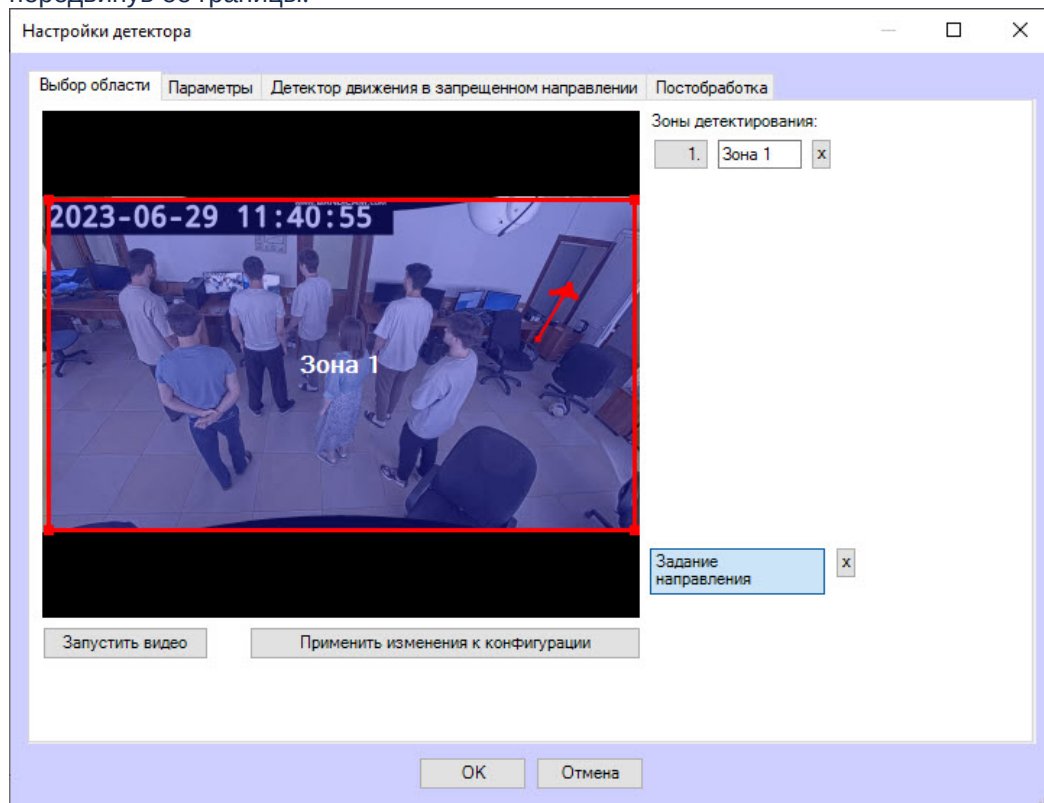 передвинув ее границы.
Настройки детектора
Выбор области Параметры Детектор движения в запрещенном направлении Постобработка
Зоны детектирования:
1. Зона 1 x
2023-06-29 11:40:55
Зона 1
Задание направления x
Запустить видео Применить изменения к конфигурации
OK Отмена